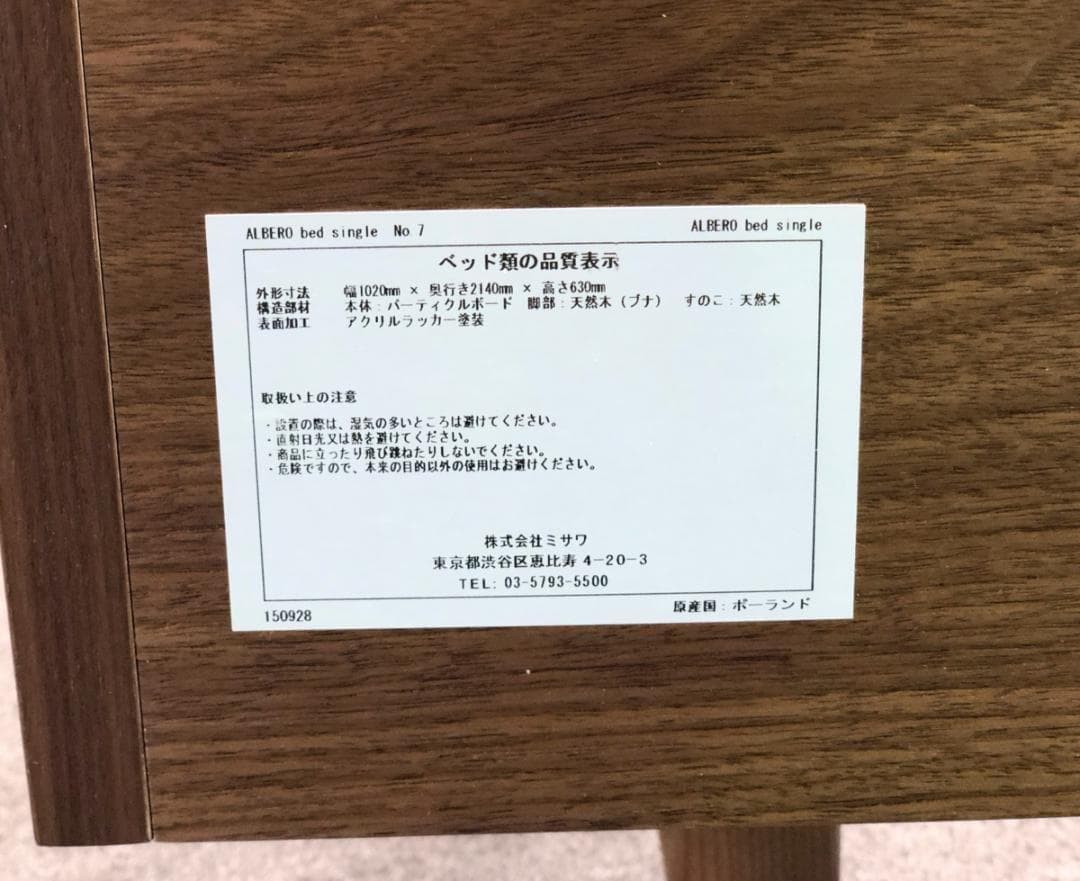 ALBERO bed single No.7 ALBERO bed single
ベッド類の品質表示
外形寸法 幅1020mm × 奥行き2140mm × 高さ630mm
構造部材 本体：パーティクルボード 脚部：天然木（ブナ） すのこ：天然木
表面加工 アクリルラッカー塗装
取扱い上の注意
・設置の際は、湿気の多いところは避けてください。
・直射日光又は熱を避けてください。
・商品に立ったり飛び跳ねたりしないでください。
・危険ですので、本来の目的以外の使用はお避けください。
株式会社ミサワ
東京都渋谷区恵比寿 4-20-3
TEL: 03-5793-5500
150928 原産国：ポーランド